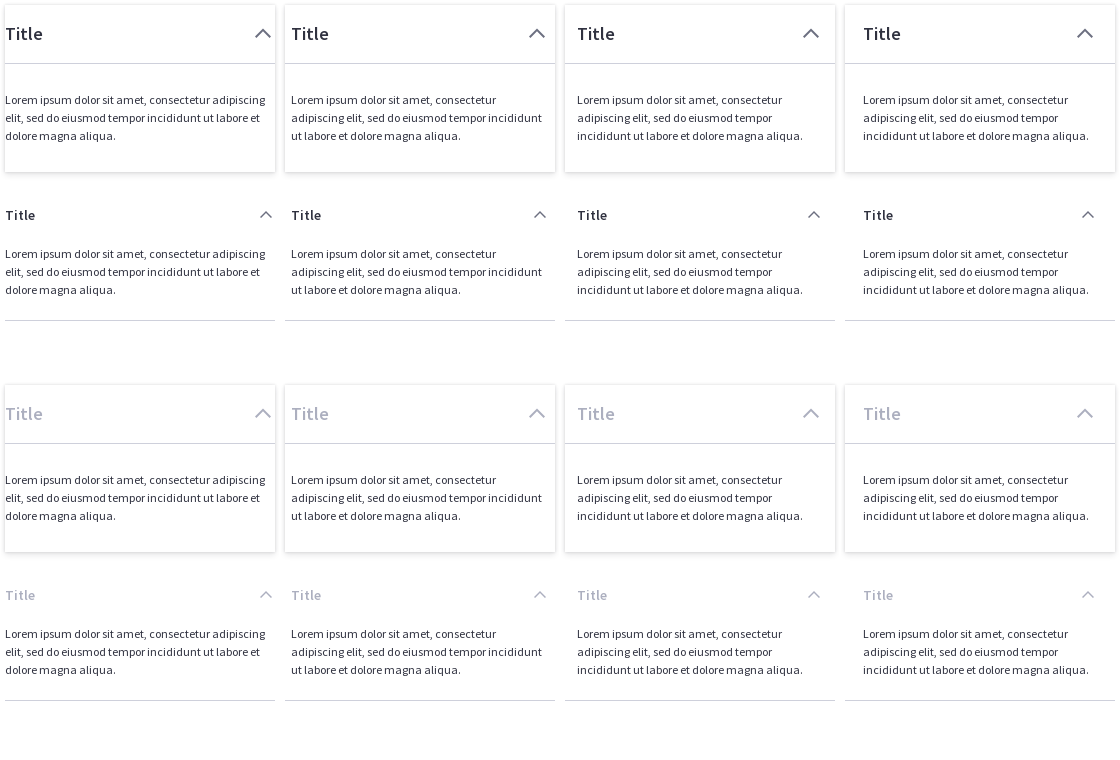 Title
Lorem ipsum dolor sit amet, consectetur adipiscing
elit, sed do eiusmod tempor incididunt ut labore et
dolore magna aliqua.
Title
Lorem ipsum dolor sit amet, consectetur
adipiscing elit, sed do eiusmod tempor incididunt
ut labore et dolore magna aliqua.
Title
Lorem ipsum dolor sit amet, consectetur
adipiscing elit, sed do eiusmod tempor
incididunt ut labore et dolore magna aliqua.
Title
Lorem ipsum dolor sit amet, consectetur
adipiscing elit, sed do eiusmod tempor
incididunt ut labore et dolore magna aliqua.
Title
Lorem ipsum dolor sit amet, consectetur adipiscing
elit, sed do eiusmod tempor incididunt ut labore et
dolore magna aliqua.
Title
Lorem ipsum dolor sit amet, consectetur
adipiscing elit, sed do eiusmod tempor incididunt
ut labore et dolore magna aliqua.
Title
Lorem ipsum dolor sit amet, consectetur
adipiscing elit, sed do eiusmod tempor
incididunt ut labore et dolore magna aliqua.
Title
Lorem ipsum dolor sit amet, consectetur
adipiscing elit, sed do eiusmod tempor
incididunt ut labore et dolore magna aliqua.
Title
Lorem ipsum dolor sit amet, consectetur adipiscing
elit, sed do eiusmod tempor incididunt ut labore et
dolore magna aliqua.
Title
Lorem ipsum dolor sit amet, consectetur
adipiscing elit, sed do eiusmod tempor incididunt
ut labore et dolore magna aliqua.
Title
Lorem ipsum dolor sit amet, consectetur
adipiscing elit, sed do eiusmod tempor
incididunt ut labore et dolore magna aliqua.
Title
Lorem ipsum dolor sit amet, consectetur
adipiscing elit, sed do eiusmod tempor
incididunt ut labore et dolore magna aliqua.
Title
Lorem ipsum dolor sit amet, consectetur adipiscing
elit, sed do eiusmod tempor incididunt ut labore et
dolore magna aliqua.
Title
Lorem ipsum dolor sit amet, consectetur
adipiscing elit, sed do eiusmod tempor incididunt
ut labore et dolore magna aliqua.
Title
Lorem ipsum dolor sit amet, consectetur
adipiscing elit, sed do eiusmod tempor
incididunt ut labore et dolore magna aliqua.
Title
Lorem ipsum dolor sit amet, consectetur
adipiscing elit, sed do eiusmod tempor
incididunt ut labore et dolore magna aliqua.